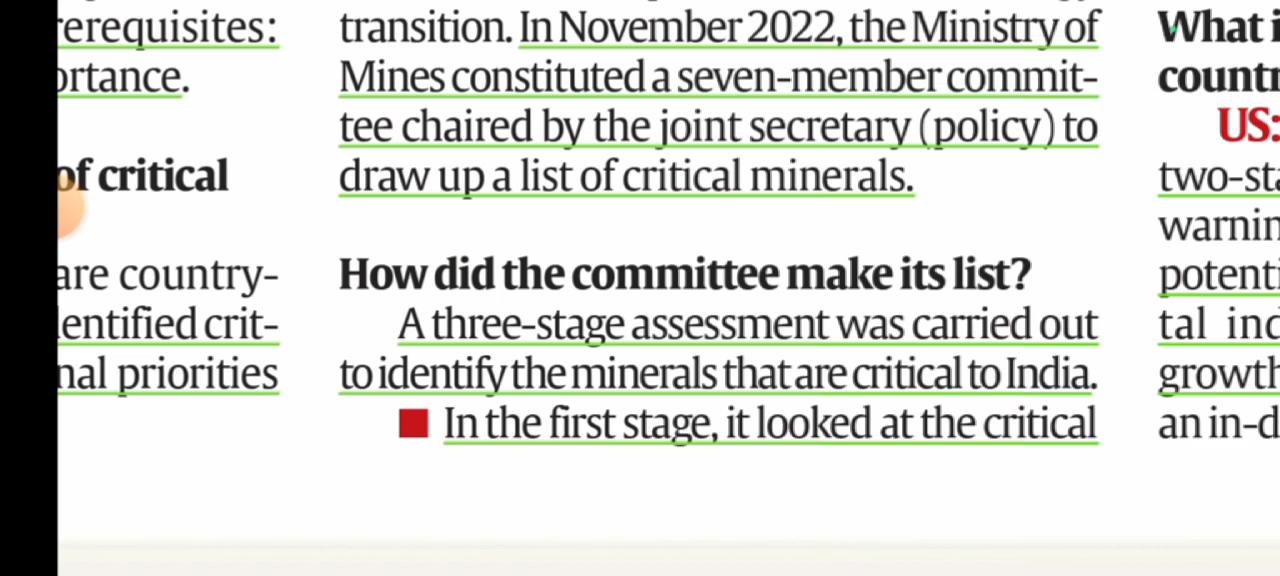 erequisites:
ortance.
of critical
are country-
entified crit-
nal priorities
transition. In November 2022, the Ministry of
Mines constituted a seven-member commit-
tee chaired by the joint secretary (policy) to
draw up a list of critical minerals.
How did the committee make its list?
A three-stage assessment was carried out
to identify the minerals that are critical to India.
In the first stage, it looked at the critical
What i
countr
US:
two-sta
warnin
potenti
tal ind
growth
an in-d